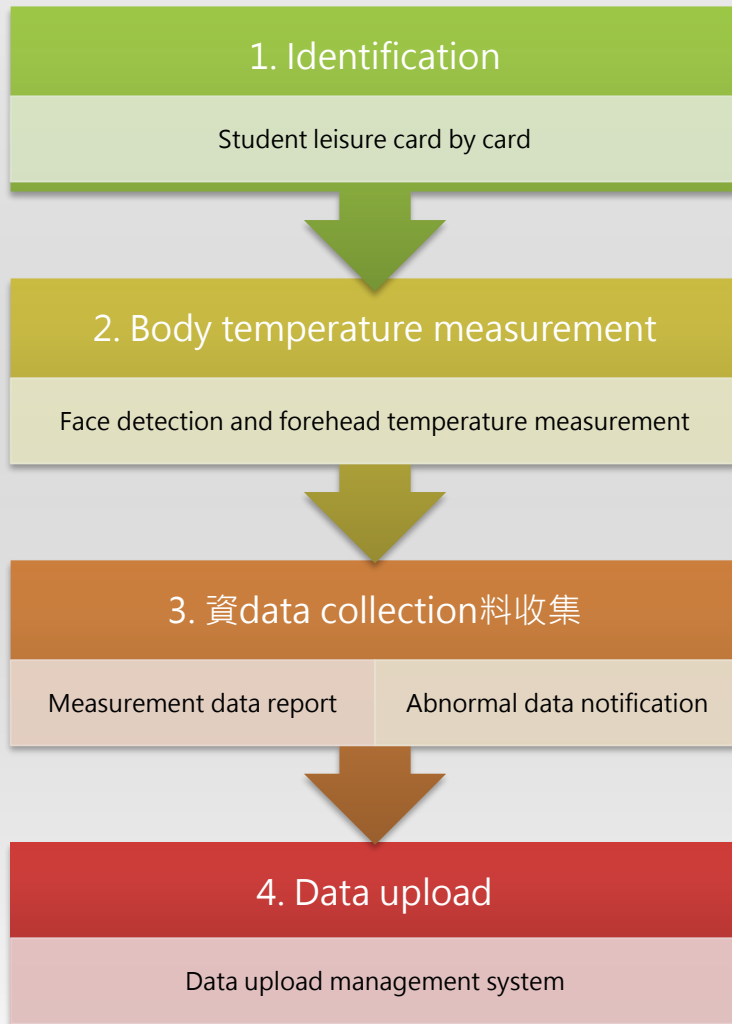 1. Identification
Student leisure card by card
2. Body temperature measurement
Face detection and forehead temperature measurement
3. 資data collection料收集
Measurement data report
Abnormal data notification
4. Data upload
Data upload management system